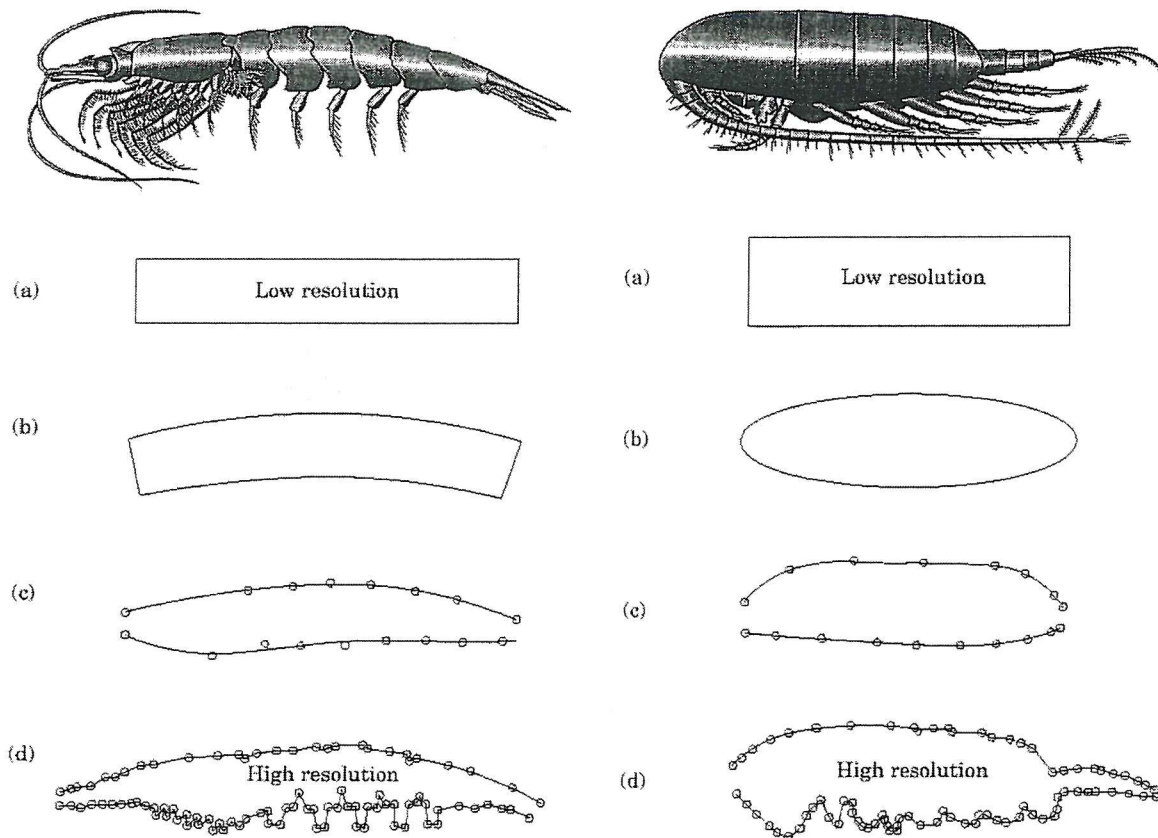 (a)
Low resolution
(a)
Low resolution
(b)
(b)
(c)
(c)
(d)
High resolution
(d)
High resolution